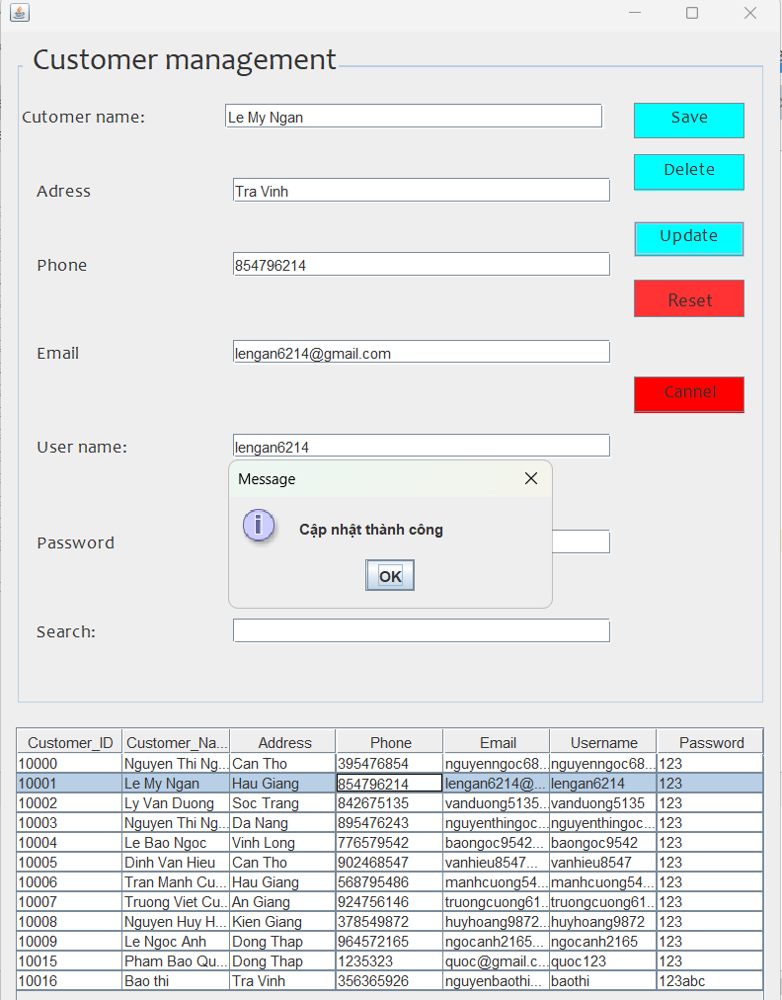 Customer management
Cutomer name: Le My Ngan Save
Delete
Adress Tra Vinh
Update
Phone 854796214
Reset
Email lengan6214@gmail.com
Cannel
User name: lengan6214
Message
Cập nhật thành công
Password
OK
Search:
Customer_ID Customer_Na... Address Phone Email Username Password
10000 Nguyen Thi Ng... Can Tho 395476854 nguyenngoc68... nguyenngoc68... 123
10001 Le My Ngan Hau Giang 854796214 lengan6214@... lengan6214 123
10002 Ly Van Duong Soc Trang 842675135 vanduong5135... vanduong5135 123
10003 Nguyen Thi Ng... Da Nang 895476243 nguyenthingoc... nguyenthingoc... 123
10004 Le Bao Ngoc Vinh Long 776579542 baongoc9542... baongoc9542 123
10005 Dinh Van Hieu Can Tho 902468547 vanhieu8547... vanhieu8547 123
10006 Tran Manh Cu... Hau Giang 568795486 manhcuong54... manhcuong54... 123
10007 Truong Viet Cu... An Giang 924756146 truongcuong61... truongcuong61... 123
10008 Nguyen Huy H... Kien Giang 378549872 huyhoang9872... huyhoang9872 123
10009 Le Ngoc Anh Dong Thap 964572165 ngocanh2165... ngocanh2165 123
10015 Pham Bao Qu... Dong Thap 1235323 quoc@gmail.c... quoc123 123
10016 Bao thi Tra Vinh 356365926 nguyenbaothi... baothi 123abc